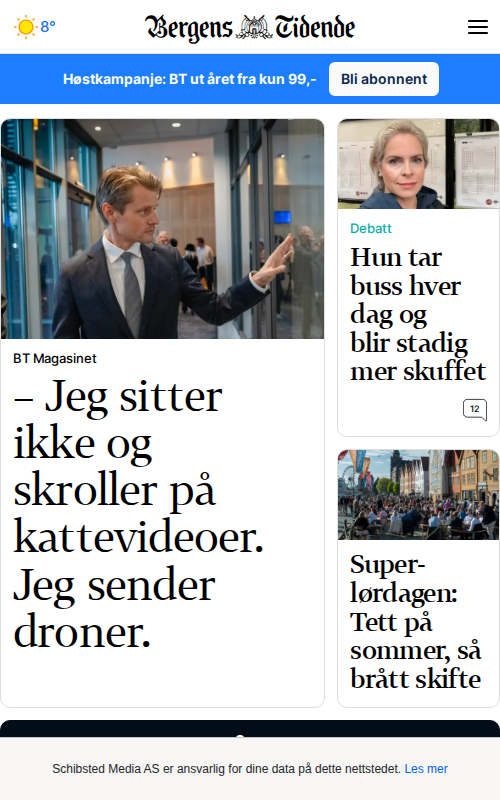 8°
Bergens Tidende
Høstkampanje: BT ut året fra kun 99,-
Bli abonnent
BT Magasinet
– Jeg sitter
ikke og
skroller på
kattevideoer.
Jeg sender
droner.
Debatt
Hun tar
buss hver
dag og
blir stadig
mer skuffet
12
Super-
lørdagen:
Tett på
sommer, så
brått skifte
Schibsted Media AS er ansvarlig for dine data på dette nettstedet. Les mer